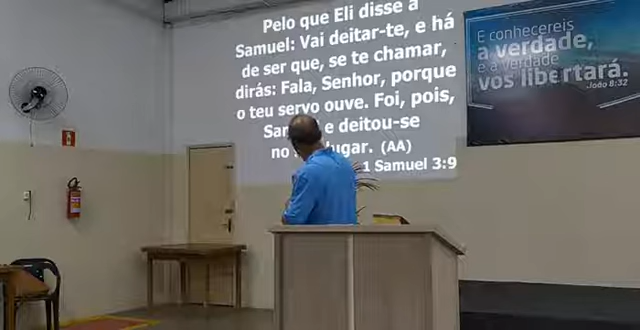 Pelo que Eli disse a
Samuel: Vai deitar-te, e há
de ser que, se te chamar,
dirás: Fala, Senhor, porque
o teu servo ouve. Foi, pois,
e deitou-se
no lugar. (AA)
1 Samuel 3:9
E conhecereis
a verdade,
e a verdade
vos libertará.
João 8:32